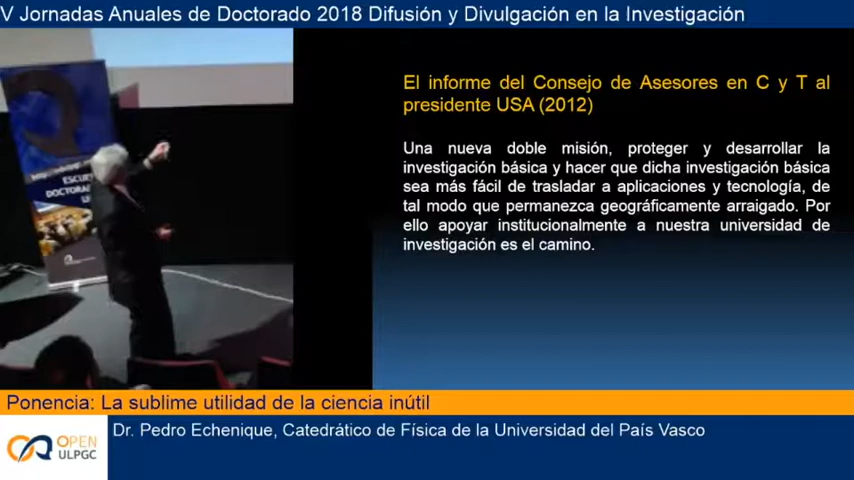 V Jornadas Anuales de Doctorado 2018 Difusión y Divulgación en la Investigación
ESCUE
DOCTORA
El informe del Consejo de Asesores en C y T al
presidente USA (2012)
Una nueva doble misión, proteger y desarrollar la
investigación básica y hacer que dicha investigación básica
sea más fácil de trasladar a aplicaciones y tecnología, de
tal modo que permanezca geográficamente arraigado. Por
ello apoyar institucionalmente a nuestra universidad de
investigación es el camino.
Ponencia: La sublime utilidad de la ciencia inútil
Dr. Pedro Echenique, Catedrático de Física de la Universidad del País Vasco
OPEN
ULPGC